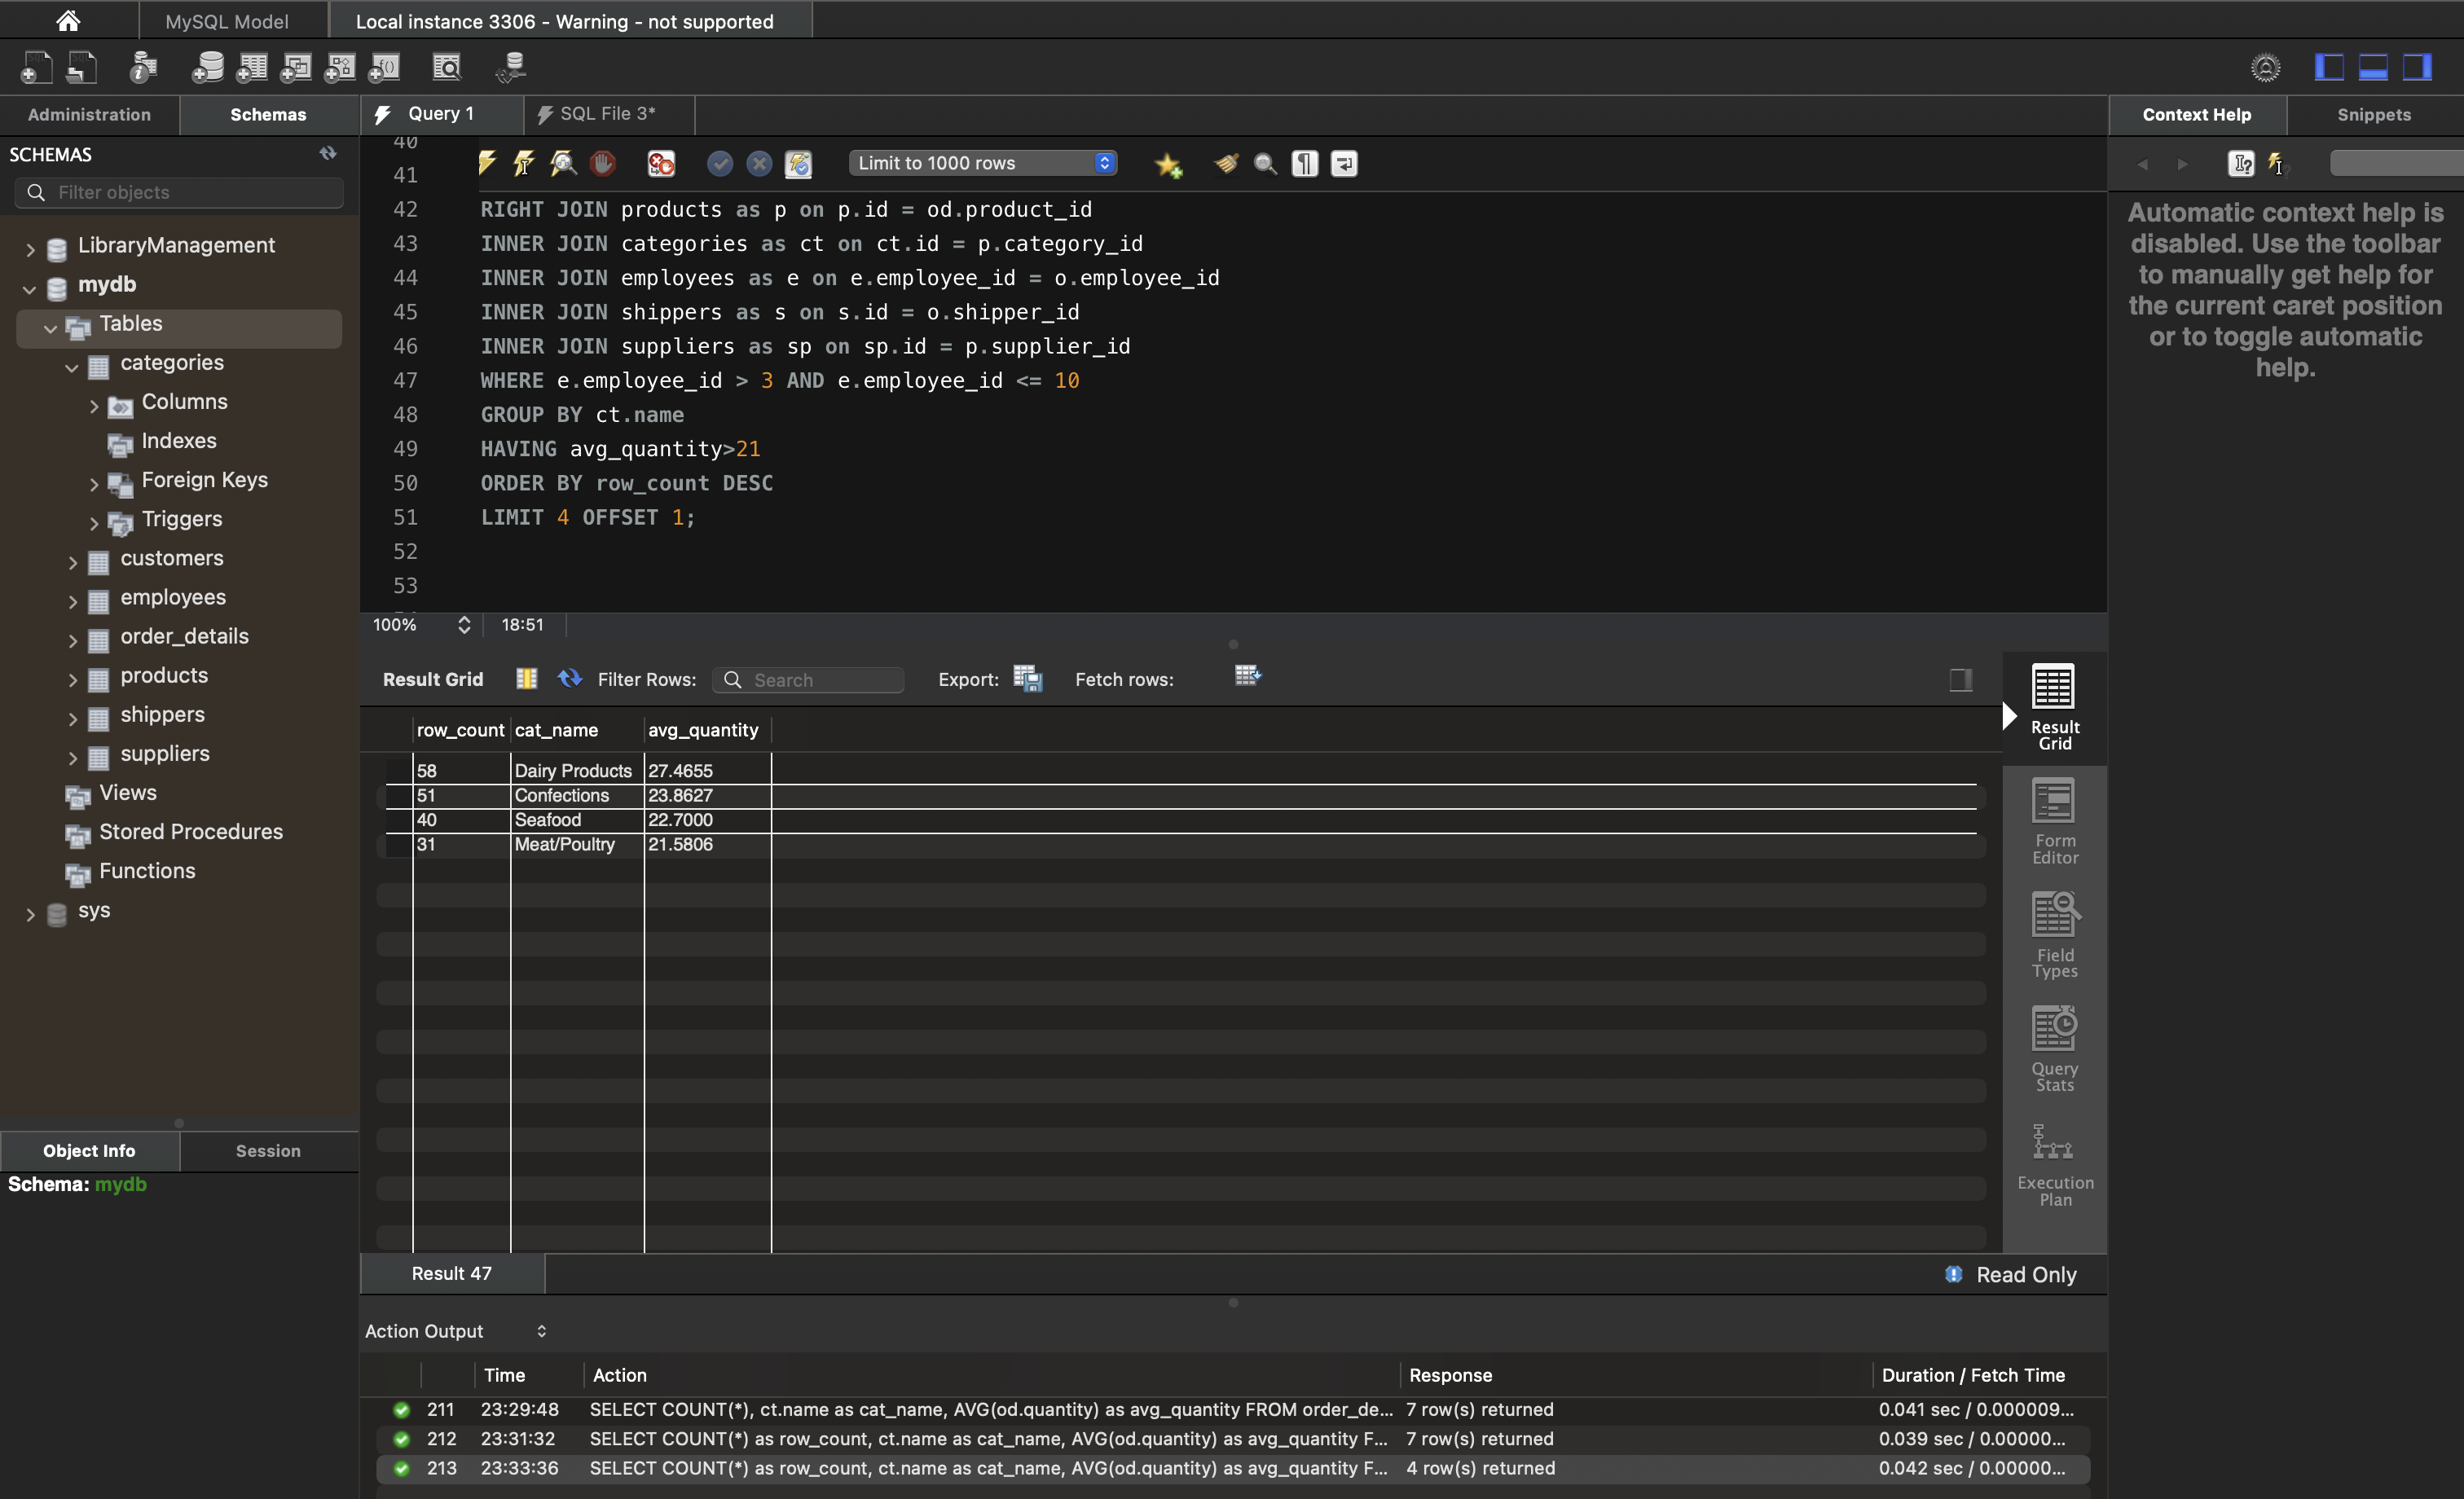 MySQL Model
Local instance 3306 - Warning - not supported
Administration
Schemas
Query 1
SQL File 3*
Context Help
Snippets
SCHEMAS
Filter objects
LibraryManagement
mydb
Tables
categories
Columns
Indexes
Foreign Keys
Triggers
customers
employees
order_details
products
shippers
suppliers
Views
Stored Procedures
Functions
sys
Object Info
Session
Schema: mydb
Limit to 1000 rows
40
41
42 RIGHT JOIN products as p on p.id = od.product_id
43 INNER JOIN categories as ct on ct.id = p.category_id
44 INNER JOIN employees as e on e.employee_id = o.employee_id
45 INNER JOIN shippers as s on s.id = o.shipper_id
46 INNER JOIN suppliers as sp on sp.id = p.supplier_id
47 WHERE e.employee_id > 3 AND e.employee_id <= 10
48 GROUP BY ct.name
49 HAVING avg_quantity>21
50 ORDER BY row_count DESC
51 LIMIT 4 OFFSET 1;
52
53
100%
18:51
Automatic context help is
disabled. Use the toolbar
to manually get help for
the current caret position
or to toggle automatic
help.
Result Grid
Filter Rows:
Search
Export:
Fetch rows:
row_count cat_name avg_quantity
58 Dairy Products 27.4655
51 Confections 23.8627
40 Seafood 22.7000
31 Meat/Poultry 21.5806
Result
Grid
Form
Editor
Field
Types
Query
Stats
Execution
Plan
Result 47
Read Only
Action Output
Time Action Response Duration / Fetch Time
211 23:29:48 SELECT COUNT(*), ct.name as cat_name, AVG(od.quantity) as avg_quantity FROM order_de... 7 row(s) returned 0.041 sec / 0.000009...
212 23:31:32 SELECT COUNT(*) as row_count, ct.name as cat_name, AVG(od.quantity) as avg_quantity F... 7 row(s) returned 0.039 sec / 0.00000...
213 23:33:36 SELECT COUNT(*) as row_count, ct.name as cat_name, AVG(od.quantity) as avg_quantity F... 4 row(s) returned 0.042 sec / 0.00000...